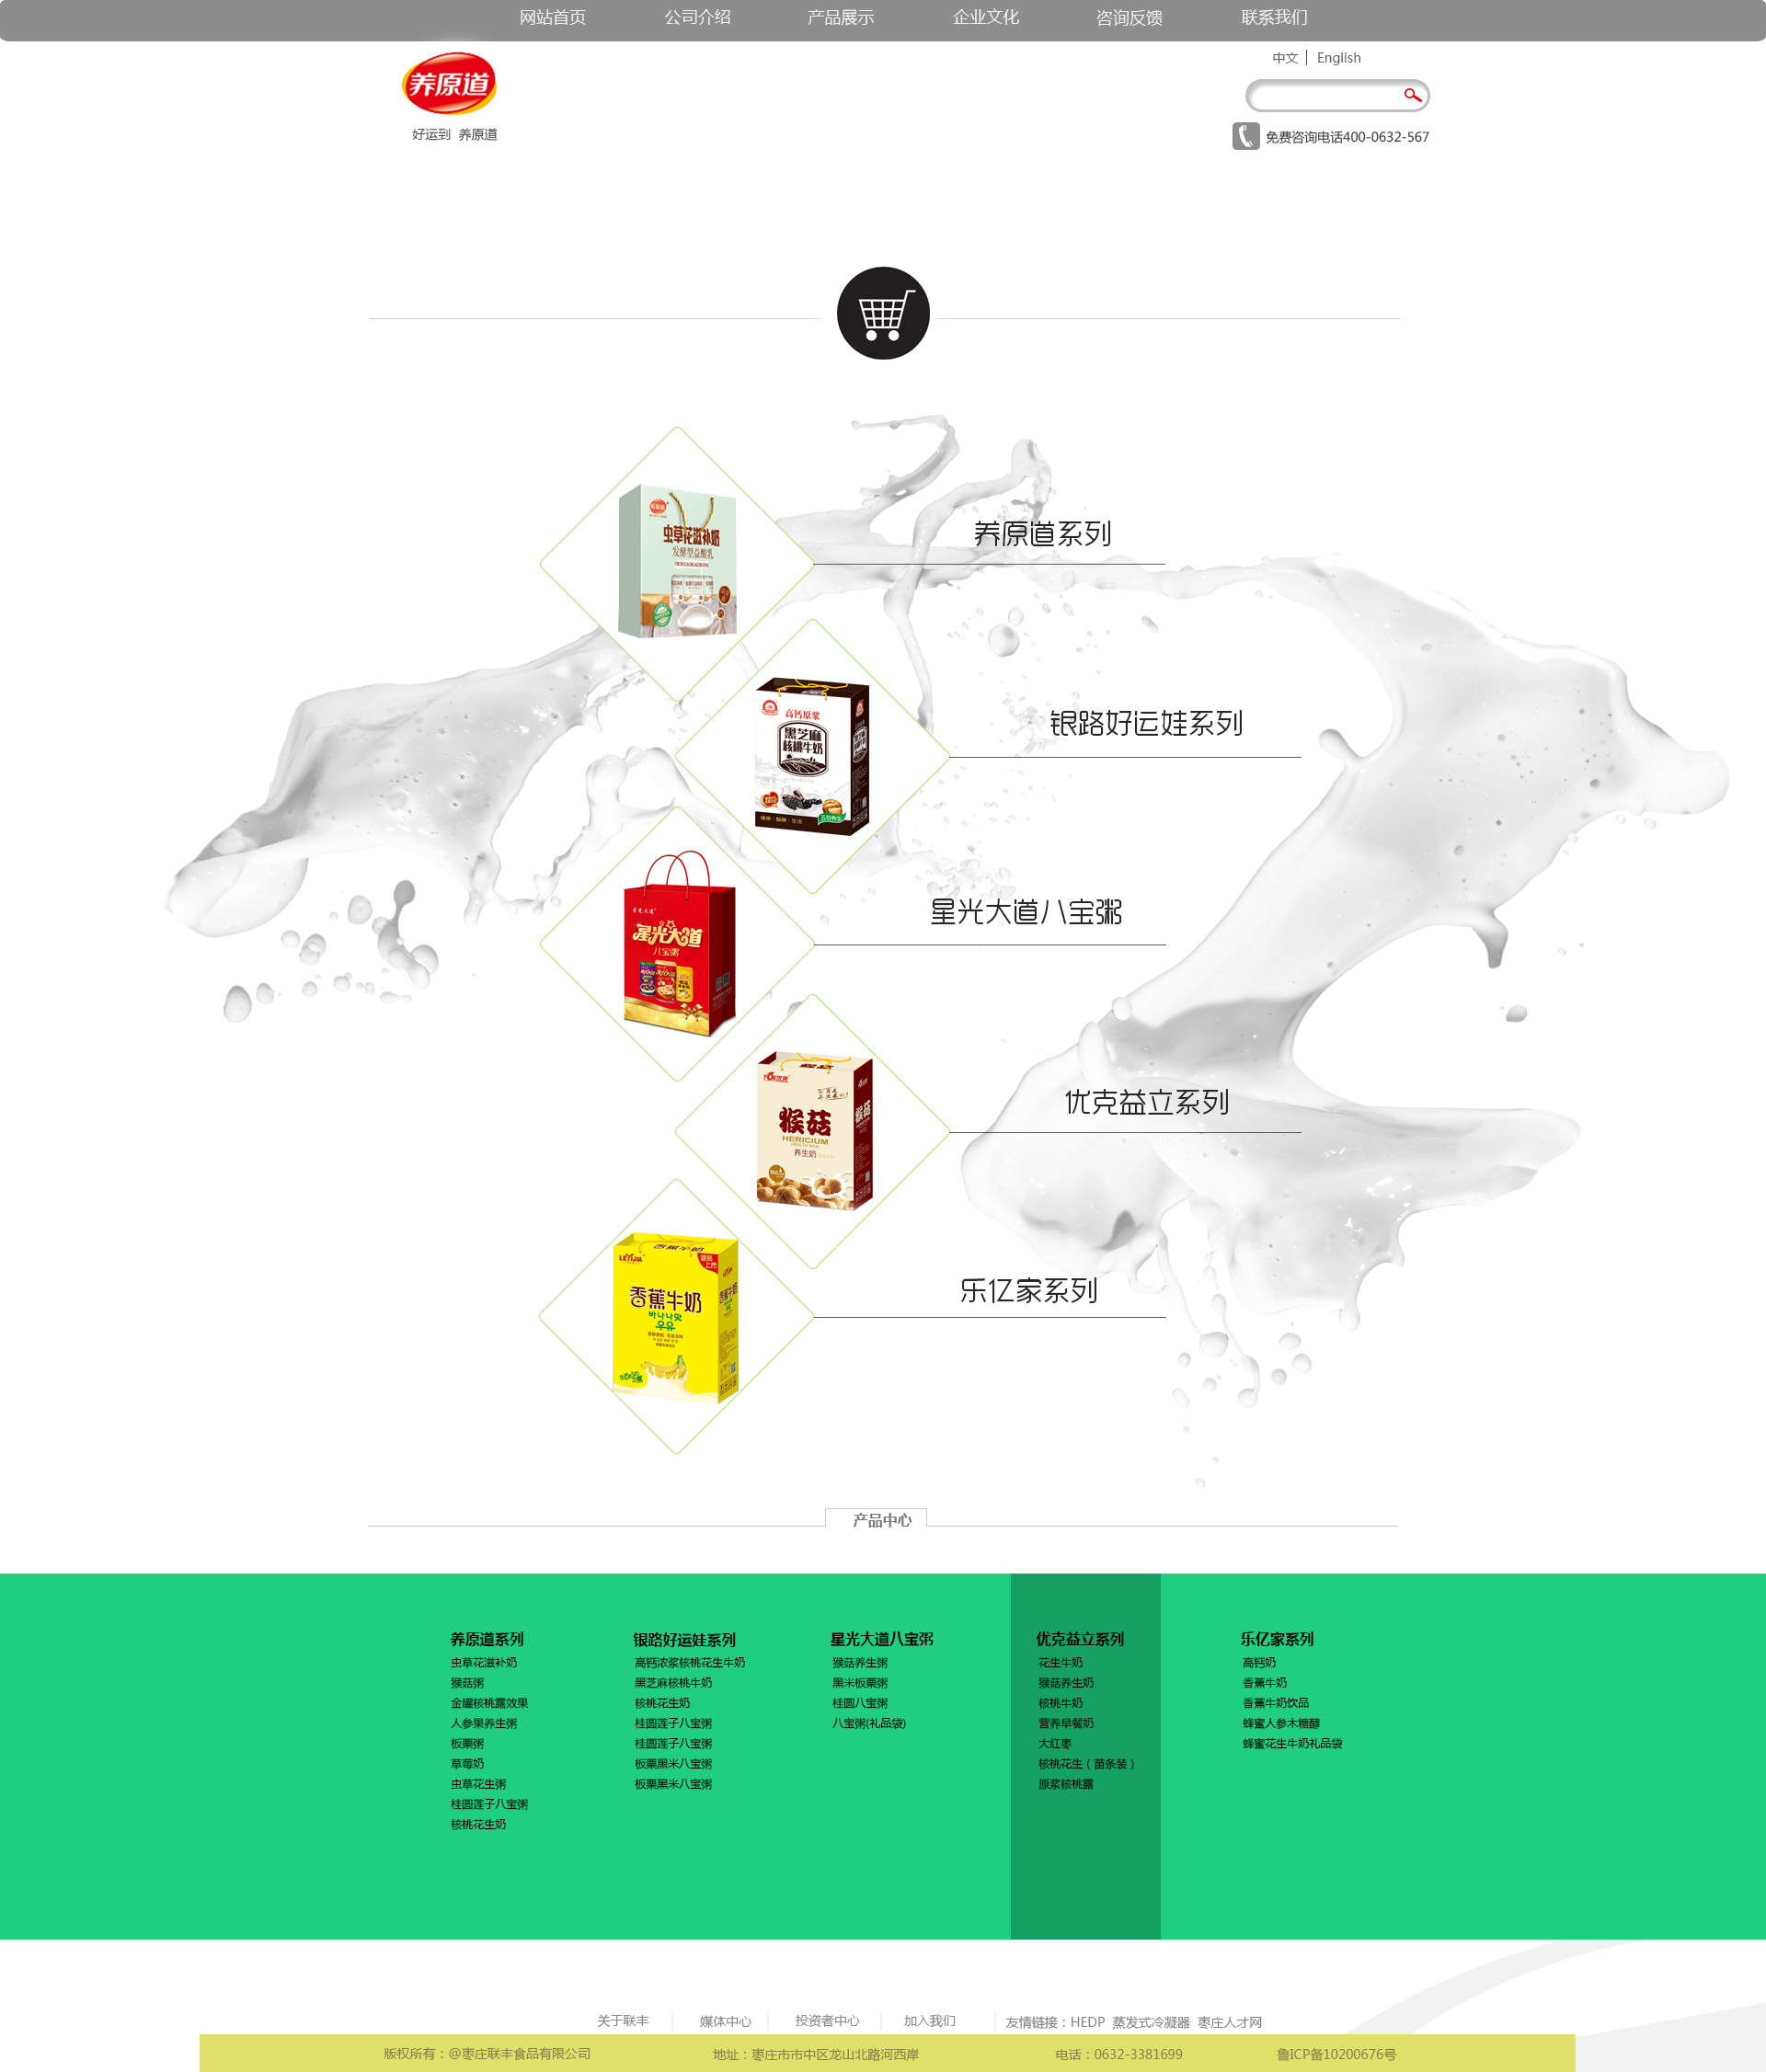 网站首页 公司介绍 产品展示 企业文化 咨询反馈 联系我们
养原道
好运到 养原道
中文 English
免费咨询电话400-0632-567
养原道
虫草花滋补奶
发酵型益酸乳
养原道系列
高钙原浆
黑芝麻
核桃牛奶
银路好运娃系列
星光大道
星光大道
八宝粥
星光大道八宝粥
猴菇
猴菇
HERICIUM
养生奶
优克益立系列
香蕉牛奶
LEYIJIA
香蕉牛奶
바나나맛
우유
乐亿家系列
产品中心
养原道系列
虫草花滋补奶
猴菇粥
金罐核桃露效果
人参果养生粥
板栗粥
草莓奶
虫草花生粥
桂圆莲子八宝粥
核桃花生奶
银路好运娃系列
高钙浓浆核桃花生牛奶
黑芝麻核桃牛奶
核桃花生奶
桂圆莲子八宝粥
桂圆莲子八宝粥
板栗黑米八宝粥
板栗黑米八宝粥
星光大道八宝粥
猴菇养生粥
黑米板栗粥
桂圆八宝粥
八宝粥(礼品袋)
优克益立系列
花生牛奶
猴菇养生奶
核桃牛奶
营养早餐奶
大红枣
核桃花生（苗条装）
原浆核桃露
乐亿家系列
高钙奶
香蕉牛奶
香蕉牛奶饮品
蜂蜜人参木糖醇
蜂蜜花生牛奶礼品袋
关于联丰 媒体中心 投资者中心 加入我们 友情链接：HEDP 蒸发式冷凝器 枣庄人才网
版权所有：@枣庄联丰食品有限公司 地址：枣庄市市中区龙山北路河西岸 电话：0632-3381699 鲁ICP备10200676号